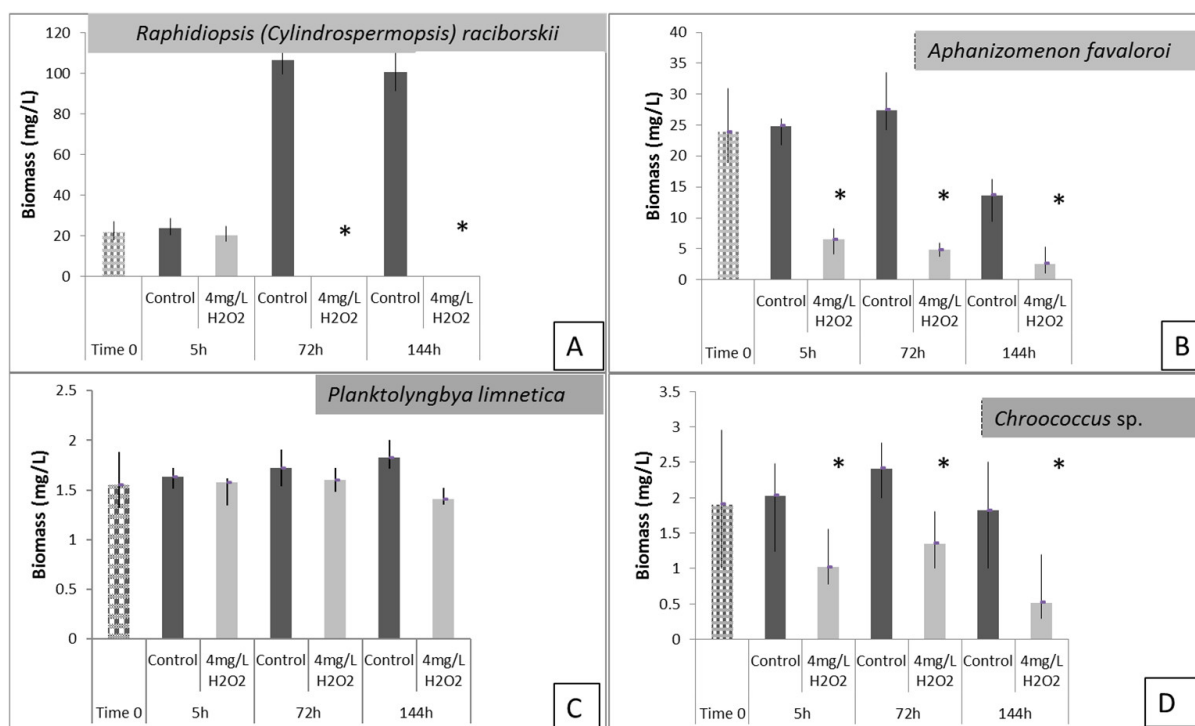 Raphidiopsis (Cylindrospermopsis) raciborskii
Biomass (mg/L)
120
100
80
60
40
20
0
*
*
Control
4mg/L
H2O2
Control
4mg/L
H2O2
Control
4mg/L
H2O2
Time 0
5h
72h
144h
A
Aphanizomenon favaloroi
Biomass (mg/L)
40
35
30
25
20
15
10
5
0
*
*
*
Control
4mg/L
H2O2
Control
4mg/L
H2O2
Control
4mg/L
H2O2
Time 0
5h
72h
144h
B
Planktolyngbya limnetica
Biomass (mg/L)
2.5
2
1.5
1
0.5
0
Control
4mg/L
H2O2
Control
4mg/L
H2O2
Control
4mg/L
H2O2
Time 0
5h
72h
144h
C
Chroococcus sp.
Biomass (mg/L)
3.5
3
2.5
2
1.5
1
0.5
0
*
*
*
Control
4mg/L
H2O2
Control
4mg/L
H2O2
Control
4mg/L
H2O2
Time 0
5h
72h
144h
D